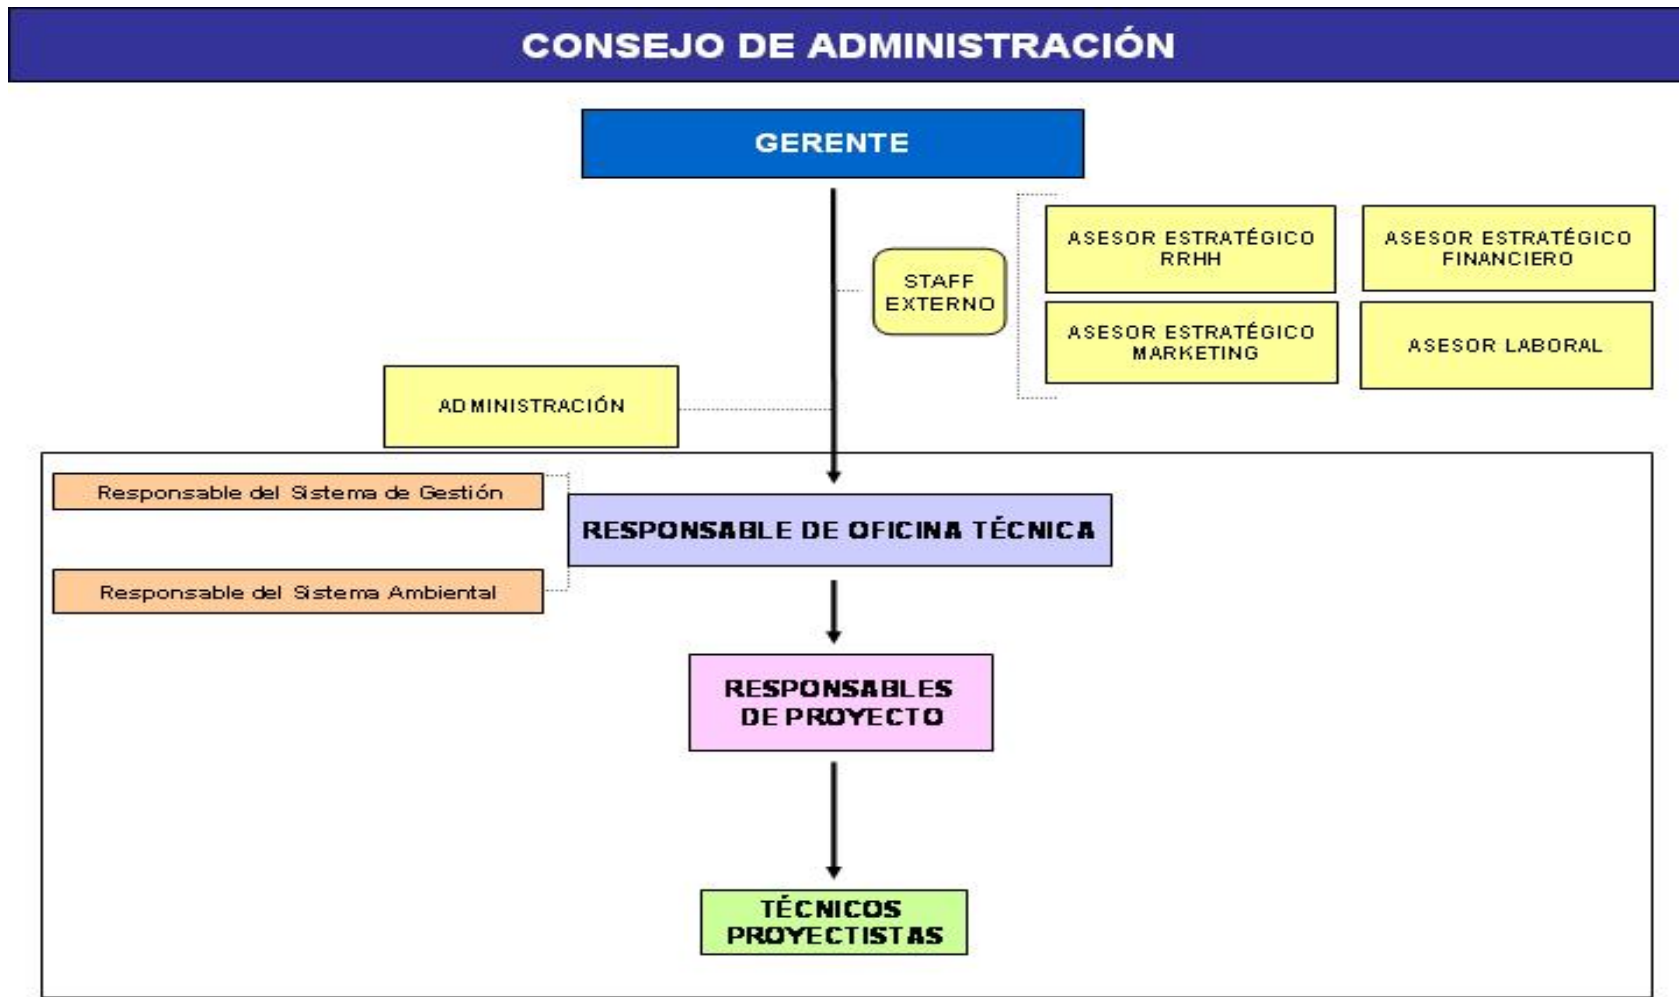 CONSEJO DE ADMINISTRACIÓN
GERENTE
STAFF
EXTERNO
ASESOR ESTRATÉGICO
RRHH
ASESOR ESTRATÉGICO
FINANCIERO
ASESOR ESTRATÉGICO
MARKETING
ASESOR LABORAL
ADMINISTRACIÓN
Responsable del Sistema de Gestión
RESPONSABLE DE OFICINA TÉCNICA
Responsable del Sistema Ambiental
RESPONSABLES
DE PROYECTO
TÉCNICOS
PROYECTISTAS